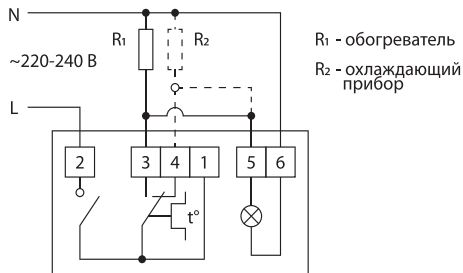 N
R₁
R₂
R₁ - обогреватель
~220-240 В
R₂ - охлаждающий
прибор
L
2
3
4
1
5
6
t°